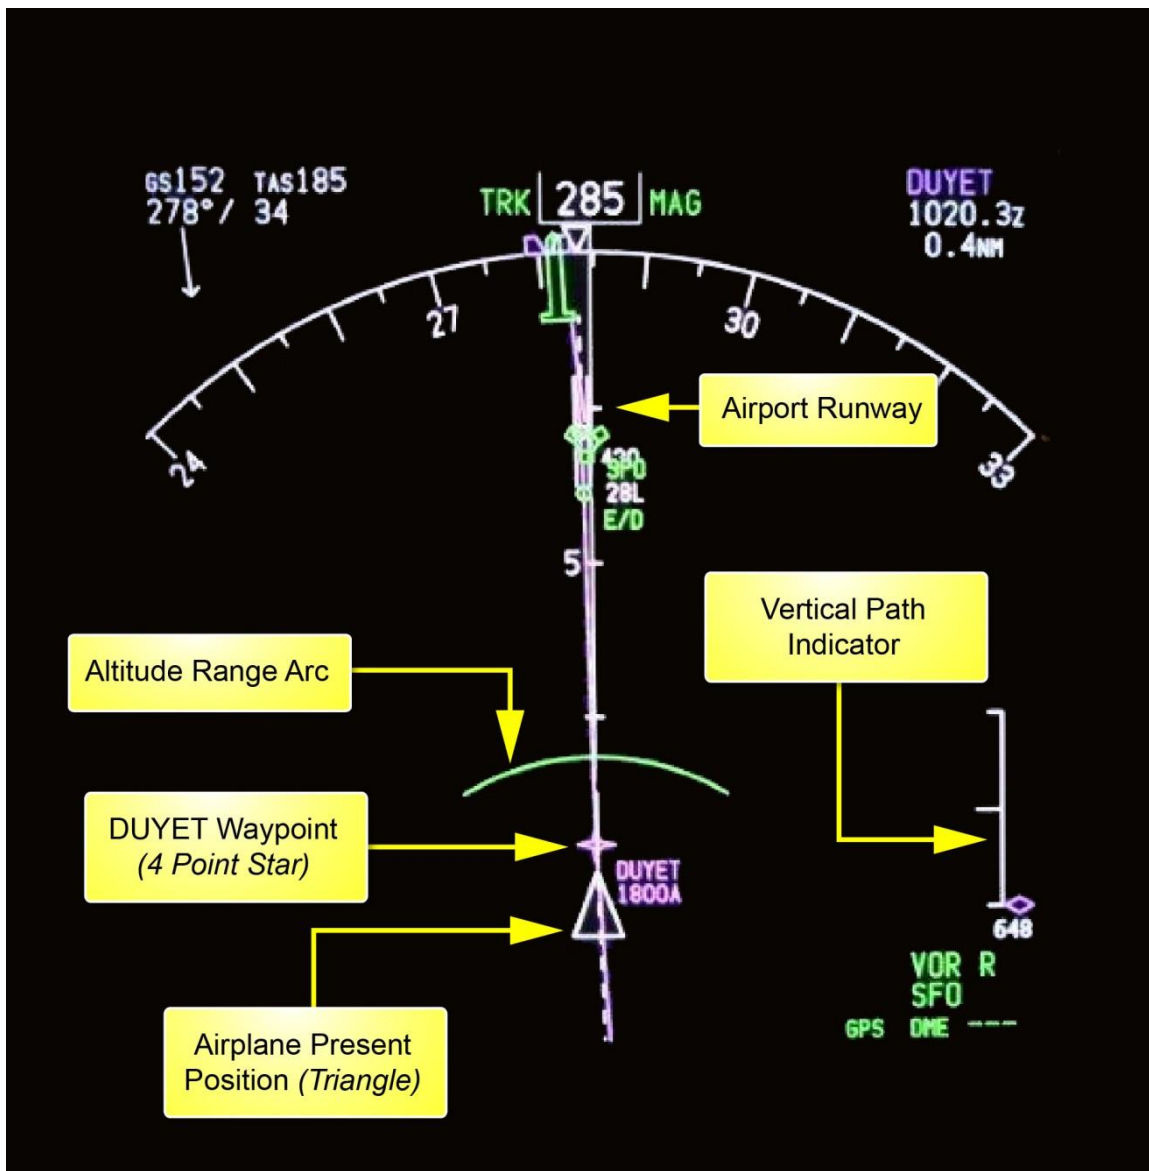 GS152 TAS185
278°/ 34
TRK 285 MAG
DUYET
1020.3z
0.4NM
27
30
24
33
Airport Runway
430
SFO
28L
E/D
5
Vertical Path
Indicator
Altitude Range Arc
DUYET Waypoint
(4 Point Star)
DUYET
1800A
648
VOR R
SFO
GPS DME ---
Airplane Present
Position (Triangle)